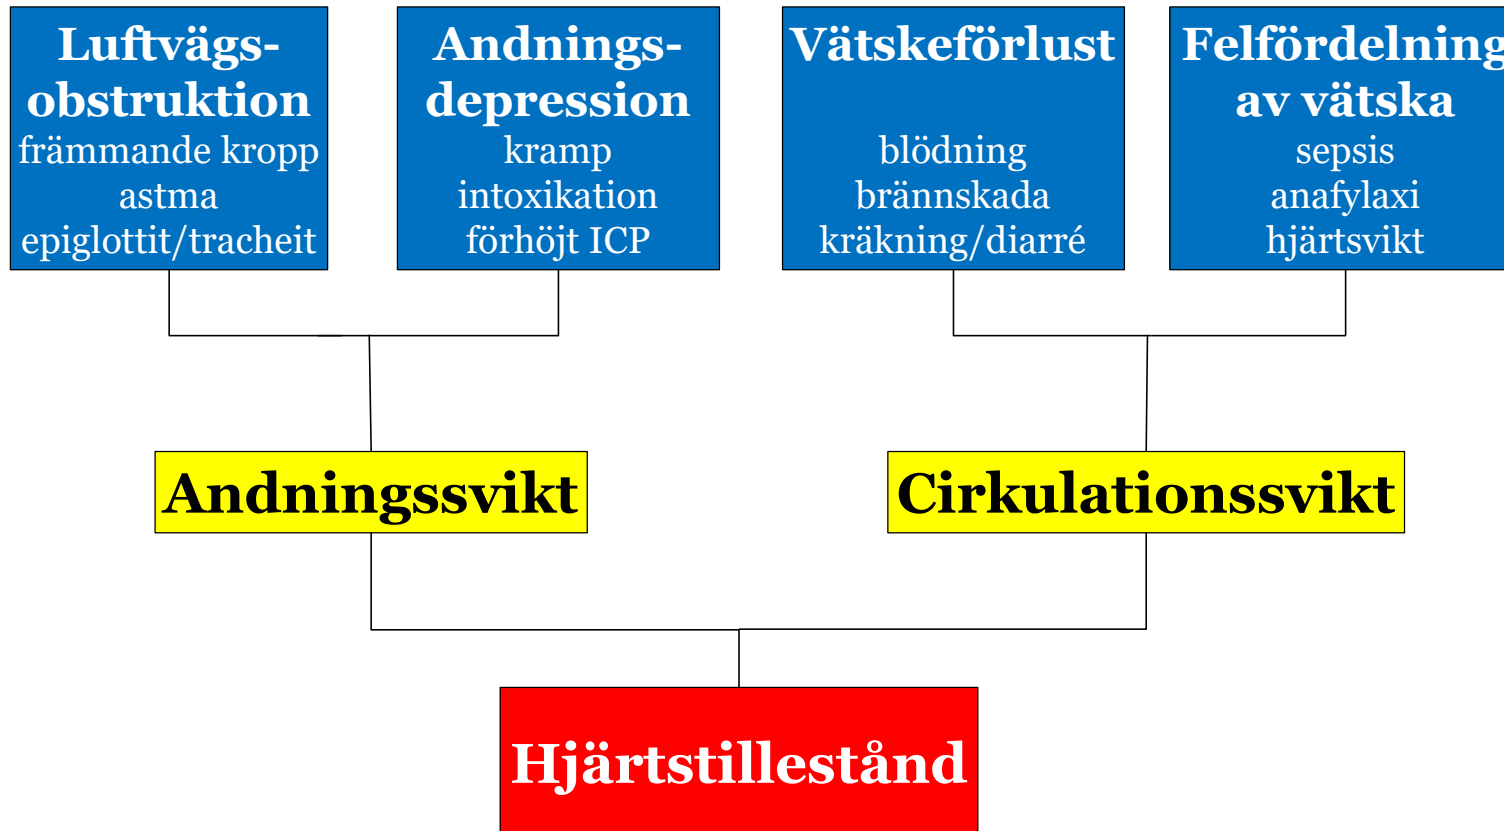 Luftvägs-
obstruktion
främmande kropp
astma
epiglottit/tracheit
Andnings-
depression
kramp
intoxikation
förhöjt ICP
Vätskeförlust
blödning
brännskada
kräkning/diarré
Felfördelning
av vätska
sepsis
anafylaxi
hjärtsvikt
Andningssvikt
Cirkulationssvikt
Hjärtstillestånd